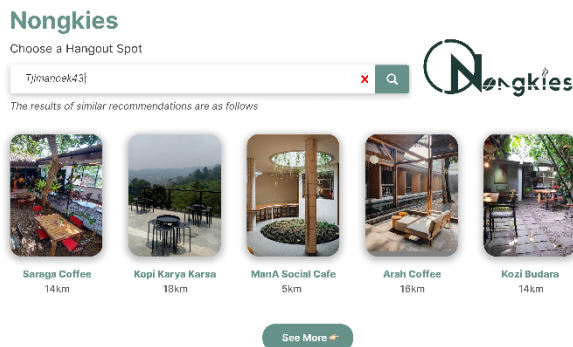 Nongkies
Choose a Hangout Spot
Tjimanoek43
Nongkies
The results of similar recommendations are as follows
Saraga Coffee
14km
Kopi Karya Karsa
18km
ManA Social Cafe
5km
Arah Coffee
16km
Kozi Budara
14km
See More